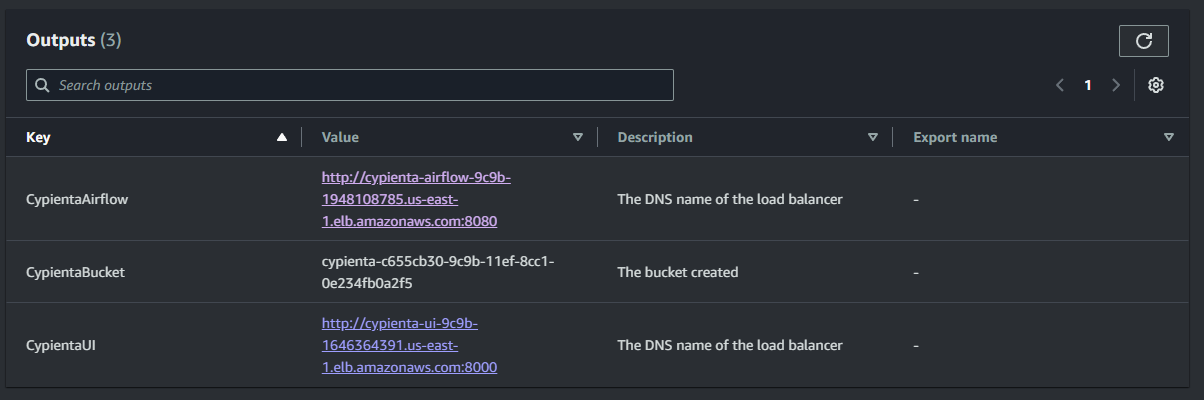 Outputs (3)
Search outputs
1
Key Value Description Export name
CypientaAirflow
http://cypienta-airflow-9c9b-
1948108785.us-east-
1.elb.amazonaws.com:8080
The DNS name of the load balancer
-
CypientaBucket
cypienta-c655cb30-9c9b-11ef-8cc1-
0e234fb0a2f5
The bucket created
-
CypientaUI
http://cypienta-ui-9c9b-
1646364391.us-east-
1.elb.amazonaws.com:8000
The DNS name of the load balancer
-